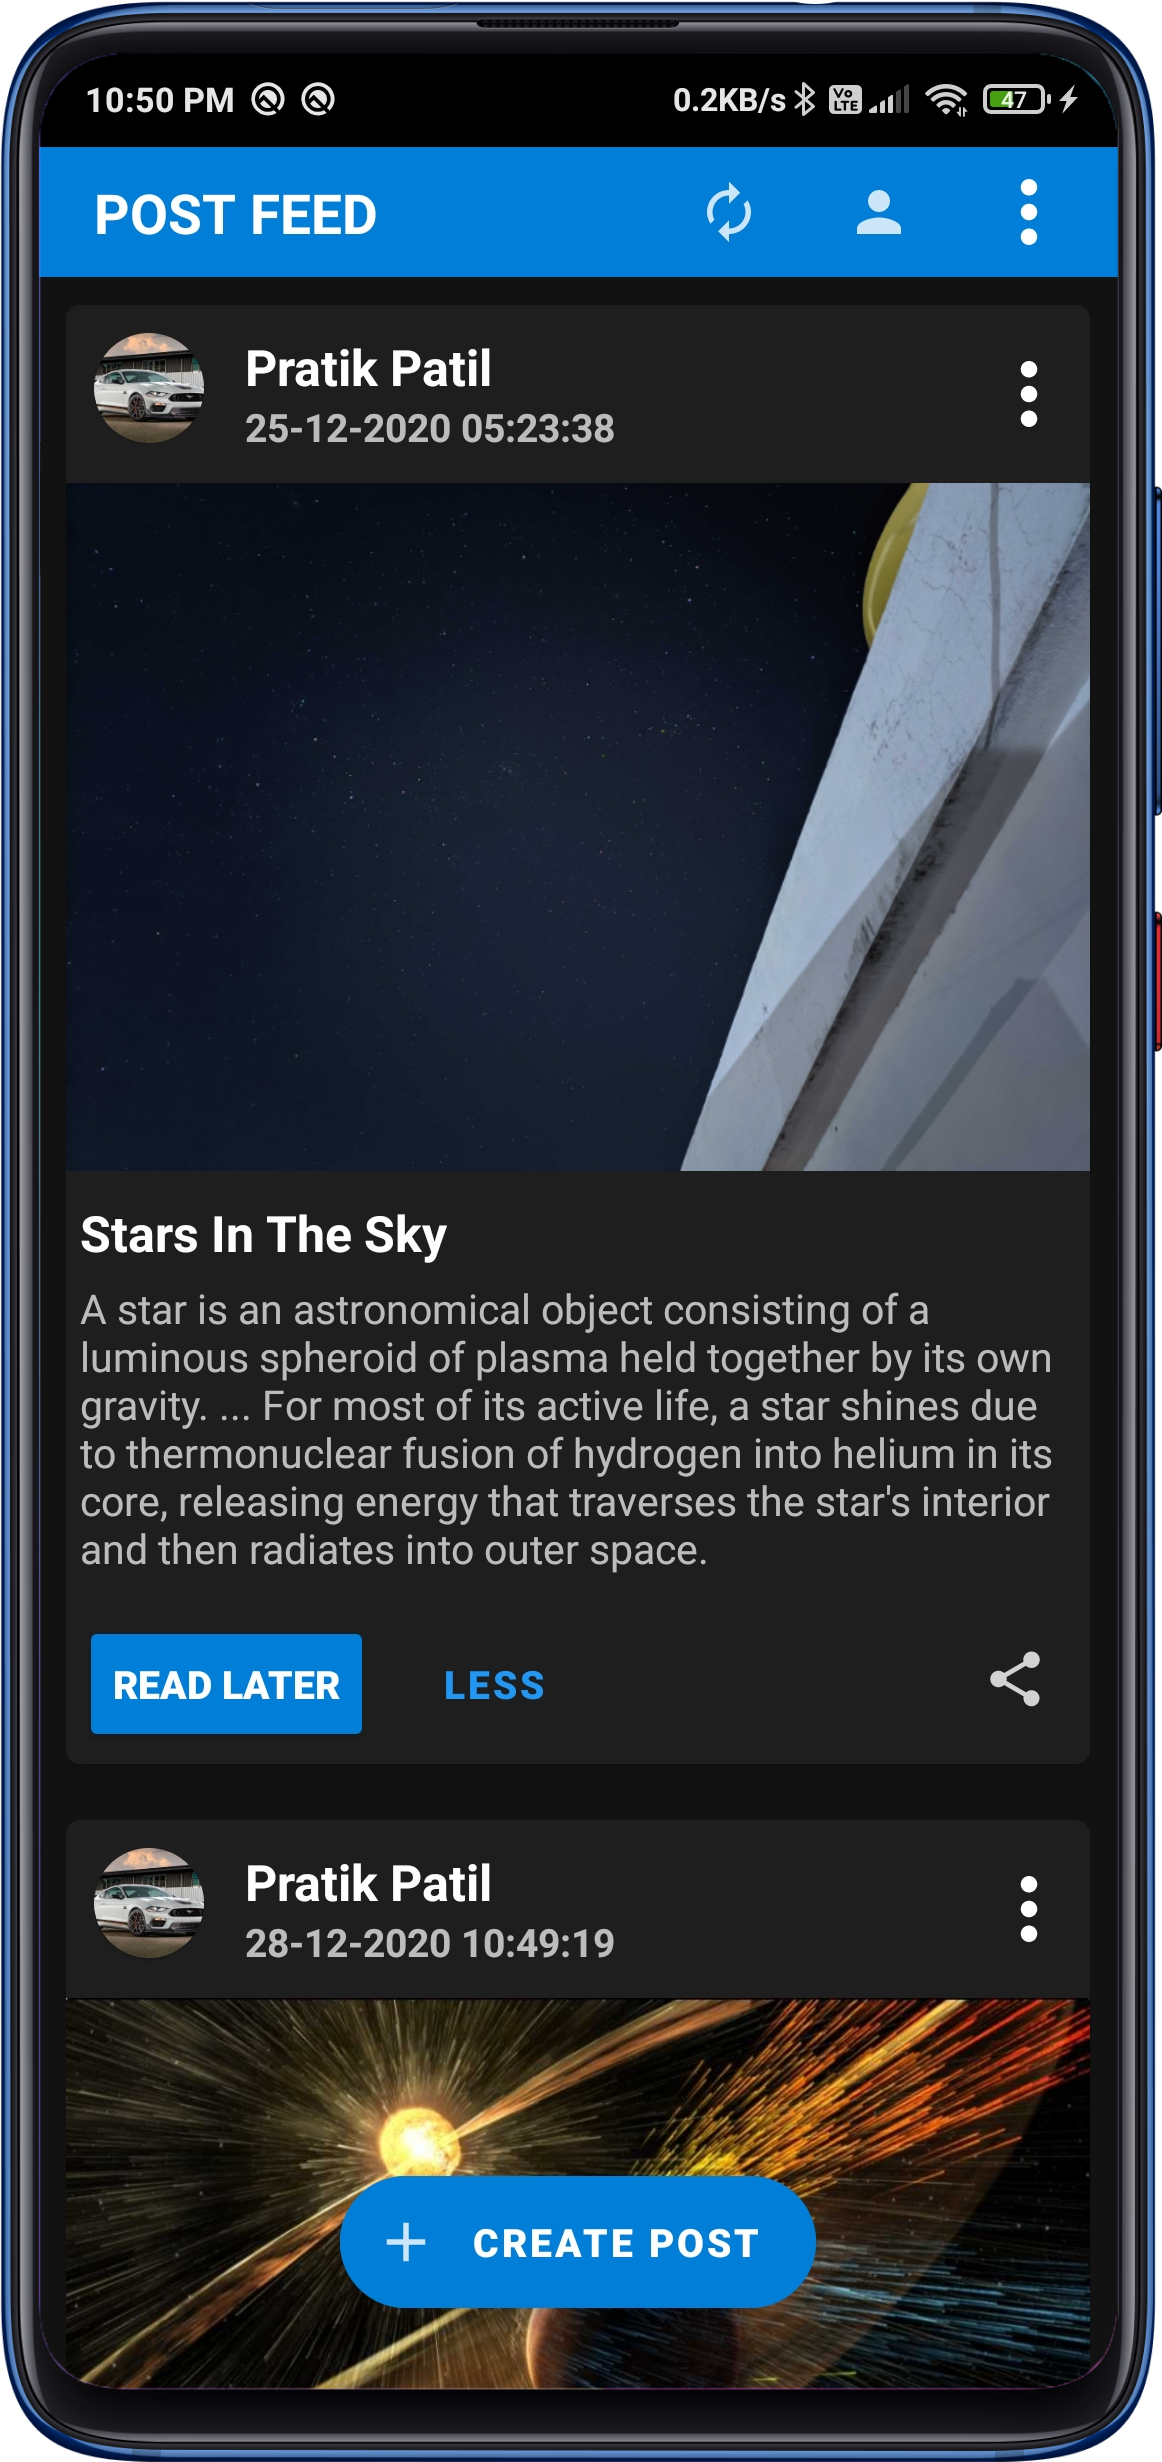 10:50 PM 0.2KB/s Vo LTE 47
POST FEED
Pratik Patil
25-12-2020 05:23:38
Stars In The Sky
A star is an astronomical object consisting of a
luminous spheroid of plasma held together by its own
gravity. ... For most of its active life, a star shines due
to thermonuclear fusion of hydrogen into helium in its
core, releasing energy that traverses the star's interior
and then radiates into outer space.
READ LATER LESS
Pratik Patil
28-12-2020 10:49:19
CREATE POST